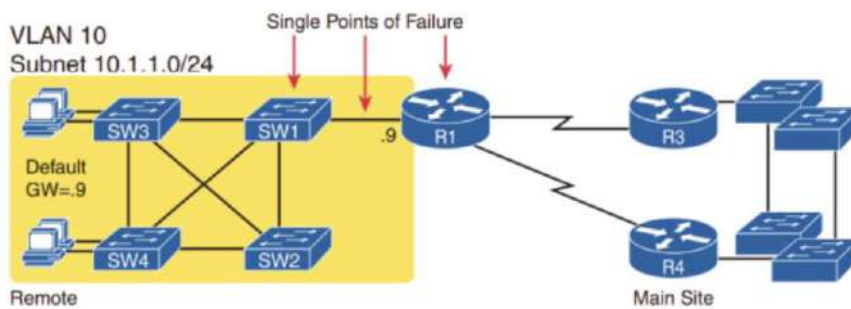 Single Points of Failure
VLAN 10
Subnet 10.1.1.0/24
SW3
SW1
.9
R1
R3
Default
GW=.9
SW4
SW2
R4
Remote
Main Site